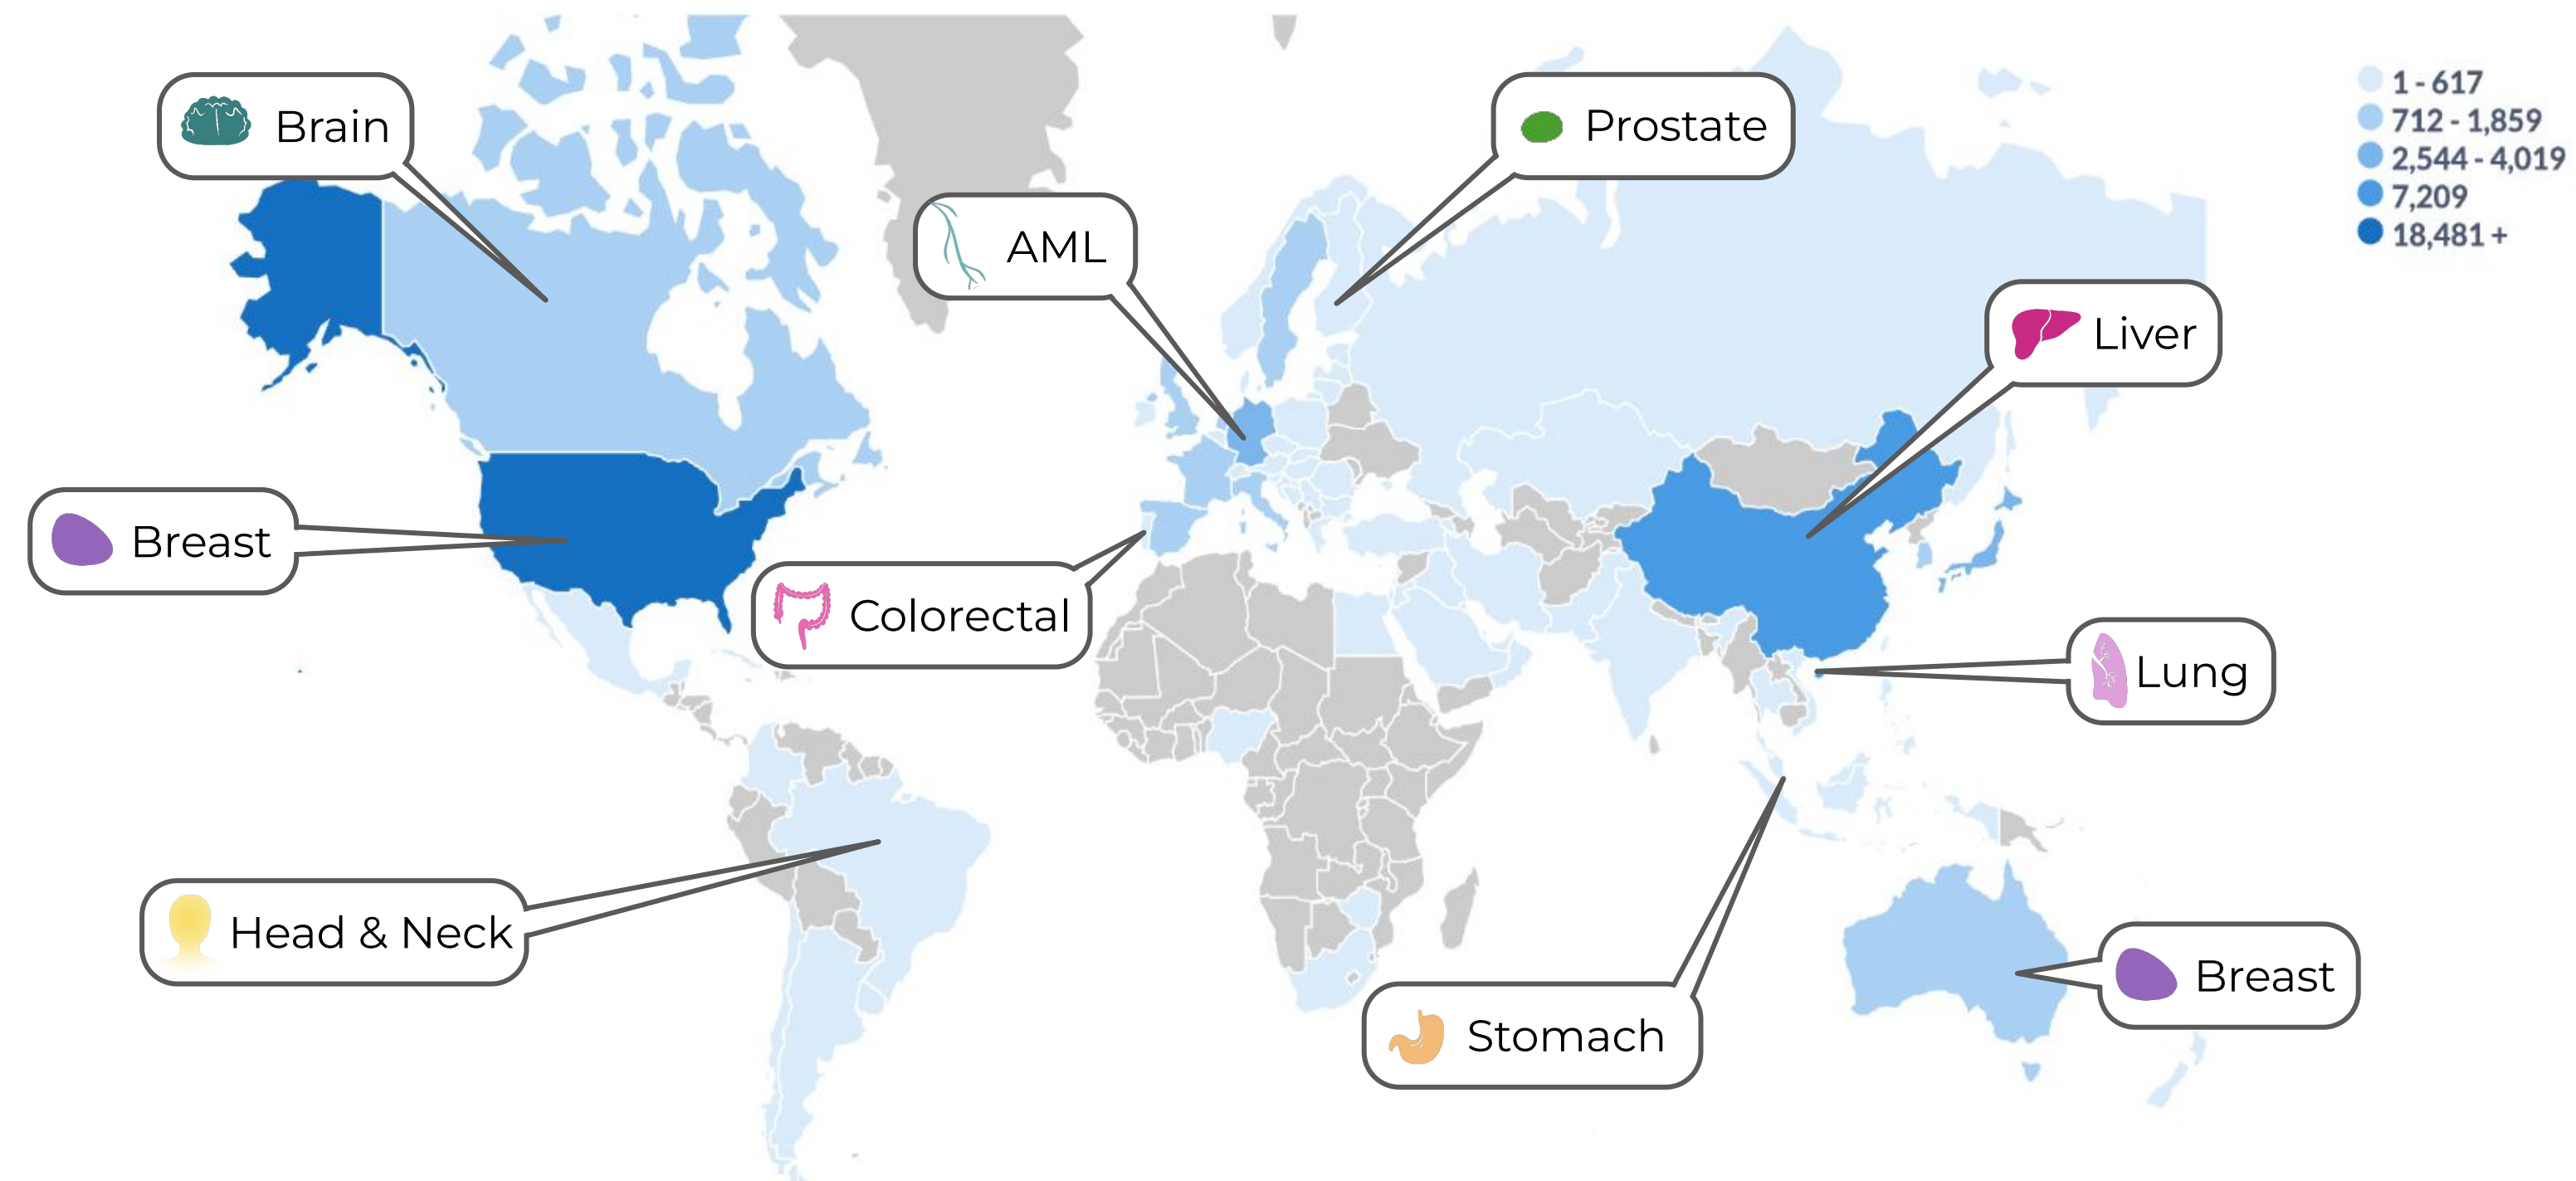 Brain
Prostate
1 - 617
712 - 1,859
2,544 - 4,019
7,209
18,481 +
AML
Liver
Breast
Colorectal
Lung
Head & Neck
Stomach
Breast